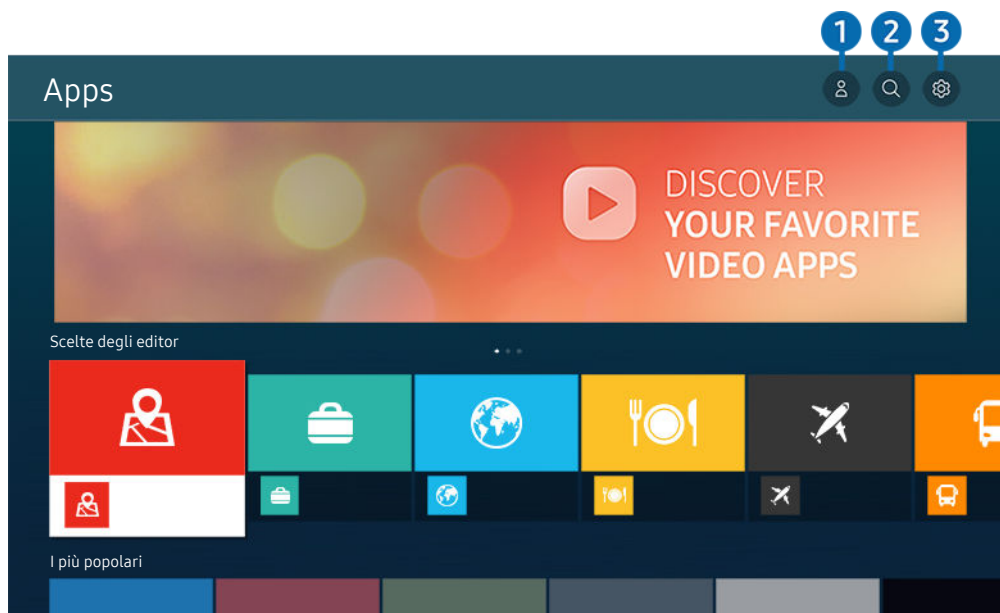 1 2 3
Apps
DISCOVER
YOUR FAVORITE
VIDEO APPS
Scelte degli editor
I più popolari